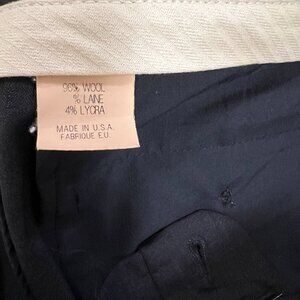 96% WOOL
% LAINE
4% LYCRA
MADE IN U.S.A.
FABRIQUE E.U.